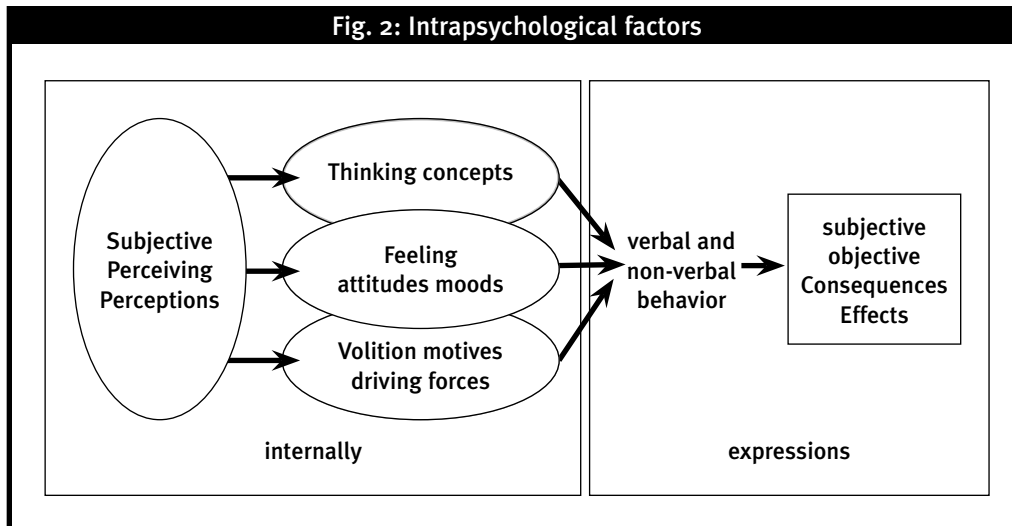 Fig. 2: Intrapsychological factors
Subjective
Perceiving
Perceptions
Thinking concepts
Feeling
attitudes moods
Volition motives
driving forces
internally
verbal and
non-verbal
behavior
subjective
objective
Consequences
Effects
expressions